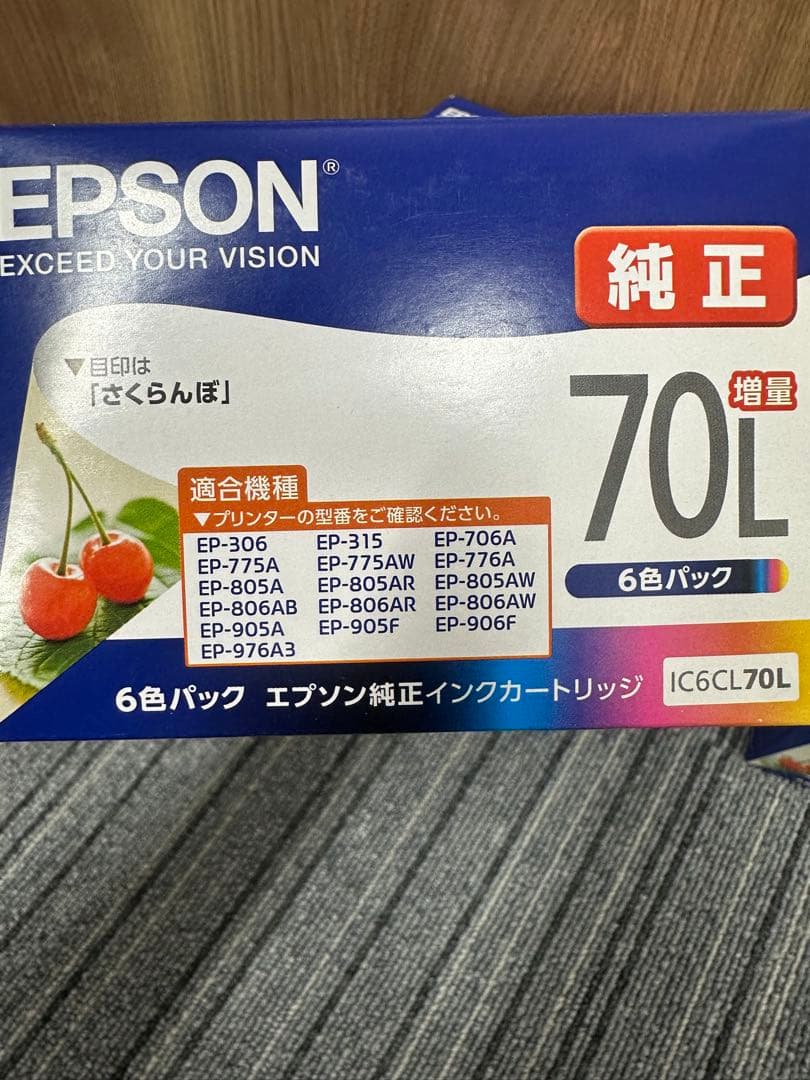 EPSON®
EXCEED YOUR VISION
純正
▼目印は
「さくらんぼ」
70L
増量
6色パック
適合機種
▼プリンターの型番をご確認ください。
EP-306 EP-315 EP-706A
EP-775A EP-775AW EP-776A
EP-805A EP-805AR EP-805AW
EP-806AB EP-806AR EP-806AW
EP-905A EP-905F EP-906F
EP-976A3
6色パック エプソン純正インクカートリッジ
IC6CL70L